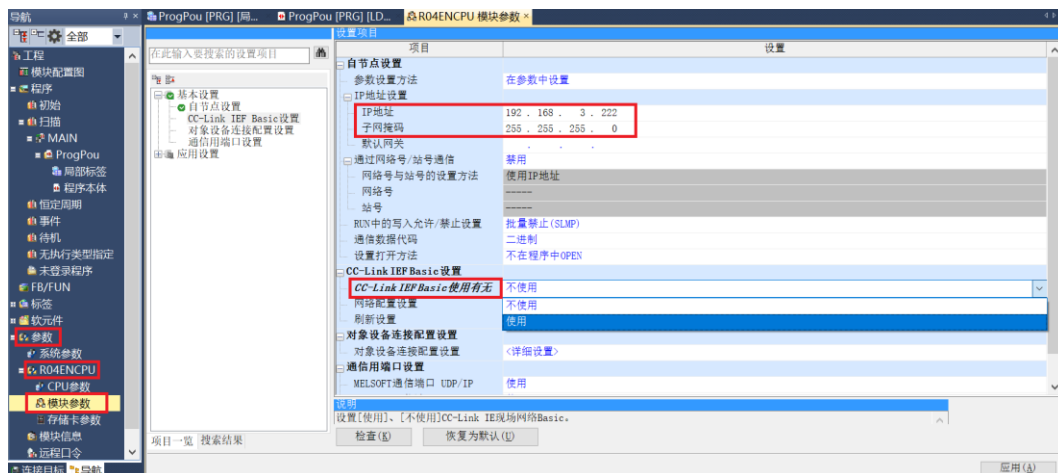 导航
ProgPou [PRG] [局...
ProgPou [PRG] [LD...
R04ENCPU 模块参数
全部
工程
模块配置图
程序
初始
扫描
MAIN
ProgPou
局部标签
程序本体
恒定周期
事件
待机
无执行类型指定
未登录程序
FB/FUN
标签
软元件
参数
系统参数
R04ENCPU
CPU参数
模块参数
存储卡参数
模块信息
远程口令
连接目标 导航
在此输入要搜索的设置项目
基本设置
自节点设置
CC-Link IEF Basic设置
对象设备连接配置设置
通信用端口设置
应用设置
项目一览 搜索结果
设置项目
项目 设置
自节点设置
参数设置方法 在参数中设置
IP地址设置
IP地址 192 . 168 . 3 . 222
子网掩码 255 . 255 . 255 . 0
默认网关 . . .
通过网络号/站号通信 禁用
网络号与站号的设置方法 使用IP地址
网络号 -----
站号 -----
RUN中的写入允许/禁止设置 批量禁止(SLMP)
通信数据代码 二进制
设置打开方法 不在程序中OPEN
CC-Link IEF Basic设置
CC-Link IEF Basic使用有无 不使用
网络配置设置 不使用
刷新设置 使用
对象设备连接配置设置
对象设备连接配置设置 <详细设置>
通信用端口设置
MELSOFT通信端口 UDP/IP 使用
说明
设置[使用]、[不使用]CC-Link IE现场网络Basic。
检查(K) 恢复为默认(U)
应用(A)